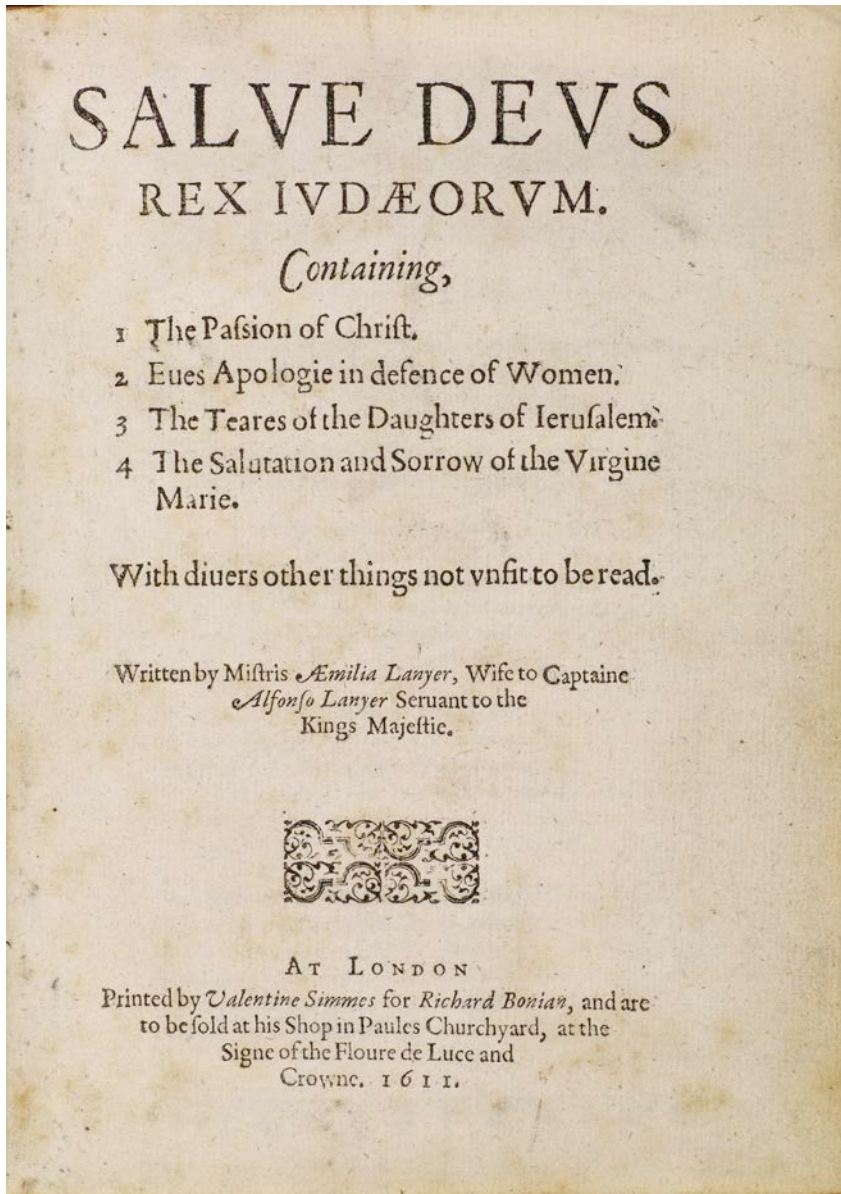 SALVE DEVS
REX IVDÆORVM.
Containing,
1 The Paſsion of Chriſt.
2 Eues Apologie in defence of Women.
3 The Teares of the Daughters of Ieruſalem.
4 The Salutation and Sorrow of the Virgine
Marie.
With diuers other things not vnfit to be read.
Written by Miſtris Æmilia Lanyer, Wife to Captaine
Alfonſo Lanyer Seruant to the
Kings Majeſtie.
AT LONDON
Printed by Valentine Simmes for Richard Bonian, and are
to be ſold at his Shop in Paules Churchyard, at the
Signe of the Floure de Luce and
Crowne. 1611.